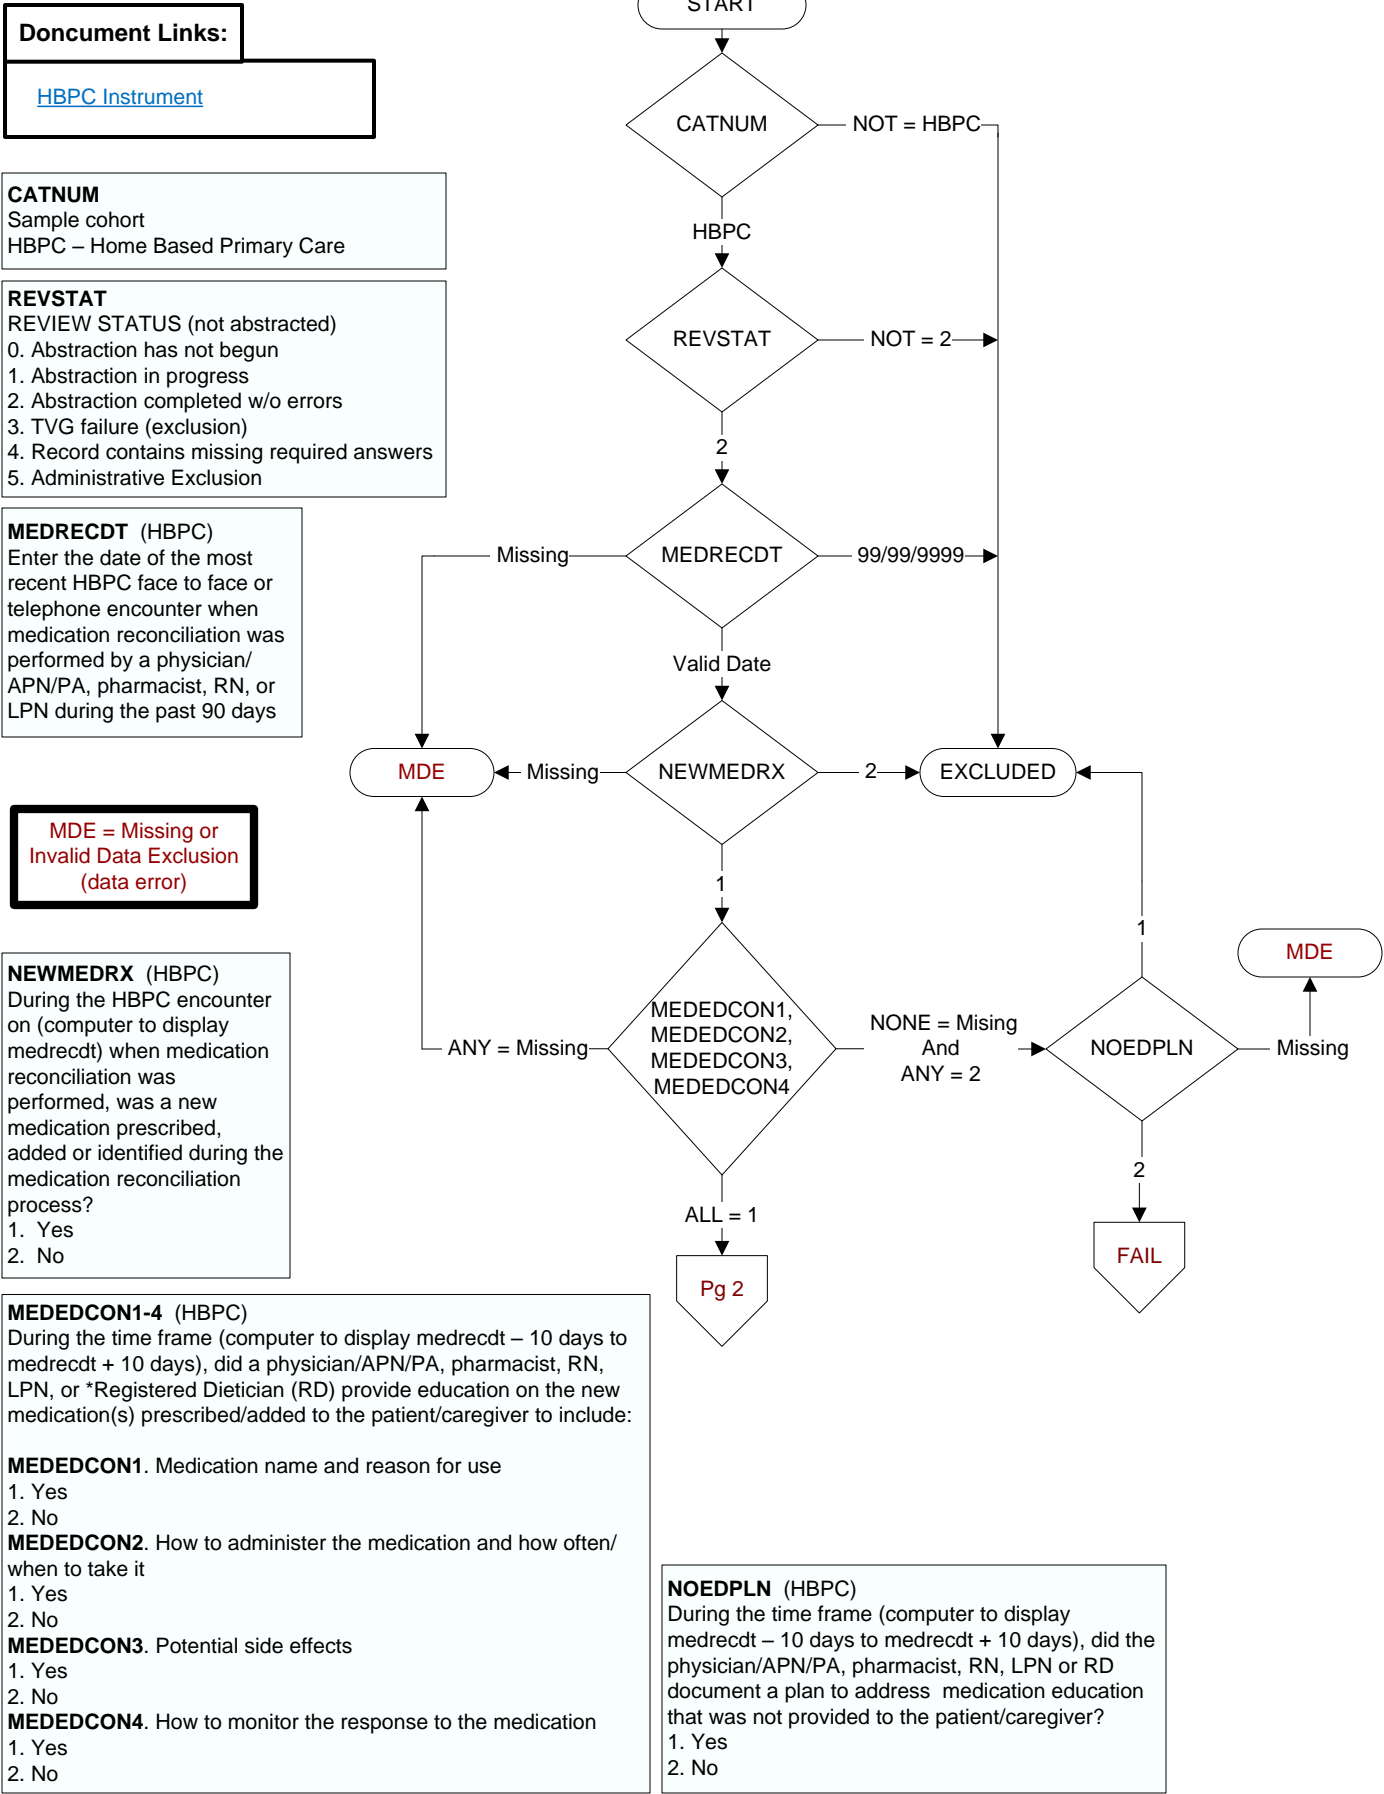 START
Doncument Links:
HBPC Instrument
CATNUM
NOT = HBPC
HBPC
CATNUM
Sample cohort
HBPC – Home Based Primary Care
REVSTAT
REVIEW STATUS (not abstracted)
0. Abstraction has not begun
1. Abstraction in progress
2. Abstraction completed w/o errors
3. TVG failure (exclusion)
4. Record contains missing required answers
5. Administrative Exclusion
REVSTAT
NOT = 2
2
MEDRECDT (HBPC)
Enter the date of the most
recent HBPC face to face or
telephone encounter when
medication reconciliation was
performed by a physician/
APN/PA, pharmacist, RN, or
LPN during the past 90 days
Missing
MEDRECDT
99/99/9999
Valid Date
MDE
Missing
NEWMEDRX
2
EXCLUDED
MDE = Missing or
Invalid Data Exclusion
(data error)
1
1
MDE
NEWMEDRX (HBPC)
During the HBPC encounter
on (computer to display
medrecdt) when medication
reconciliation was
performed, was a new
medication prescribed,
added or identified during the
medication reconciliation
process?
1. Yes
2. No
ANY = Missing
MEDEDCON1,
MEDEDCON2,
MEDEDCON3,
MEDEDCON4
NONE = Mising
And
ANY = 2
NOEDPLN
Missing
2
ALL = 1
FAIL
Pg 2
MEDEDCON1-4 (HBPC)
During the time frame (computer to display medrecdt – 10 days to
medrecdt + 10 days), did a physician/APN/PA, pharmacist, RN,
LPN, or *Registered Dietician (RD) provide education on the new
medication(s) prescribed/added to the patient/caregiver to include:
MEDEDCON1. Medication name and reason for use
1. Yes
2. No
MEDEDCON2. How to administer the medication and how often/
when to take it
1. Yes
2. No
MEDEDCON3. Potential side effects
1. Yes
2. No
MEDEDCON4. How to monitor the response to the medication
1. Yes
2. No
NOEDPLN (HBPC)
During the time frame (computer to display
medrecdt – 10 days to medrecdt + 10 days), did the
physician/APN/PA, pharmacist, RN, LPN or RD
document a plan to address medication education
that was not provided to the patient/caregiver?
1. Yes
2. No